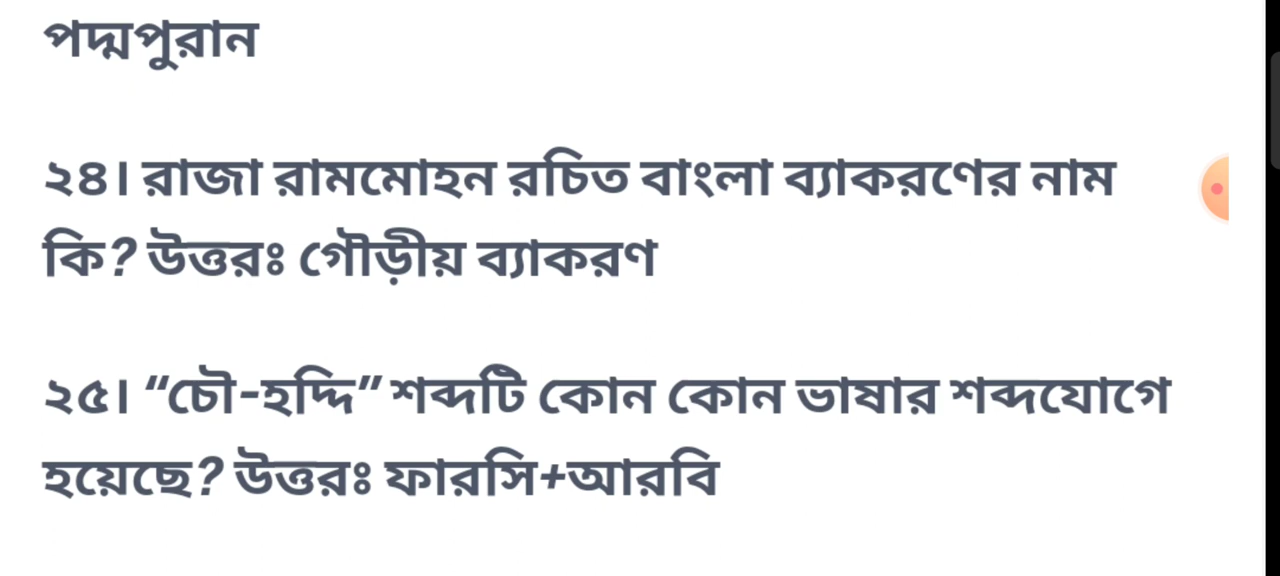 পদ্মপুরান
২৪। রাজা রামমোহন রচিত বাংলা ব্যাকরণের নাম
কি? উত্তরঃ গৌড়ীয় ব্যাকরণ
২৫। “চৌ-হদ্দি” শব্দটি কোন কোন ভাষার শব্দযোগে
হয়েছে? উত্তরঃ ফারসি+আরবি